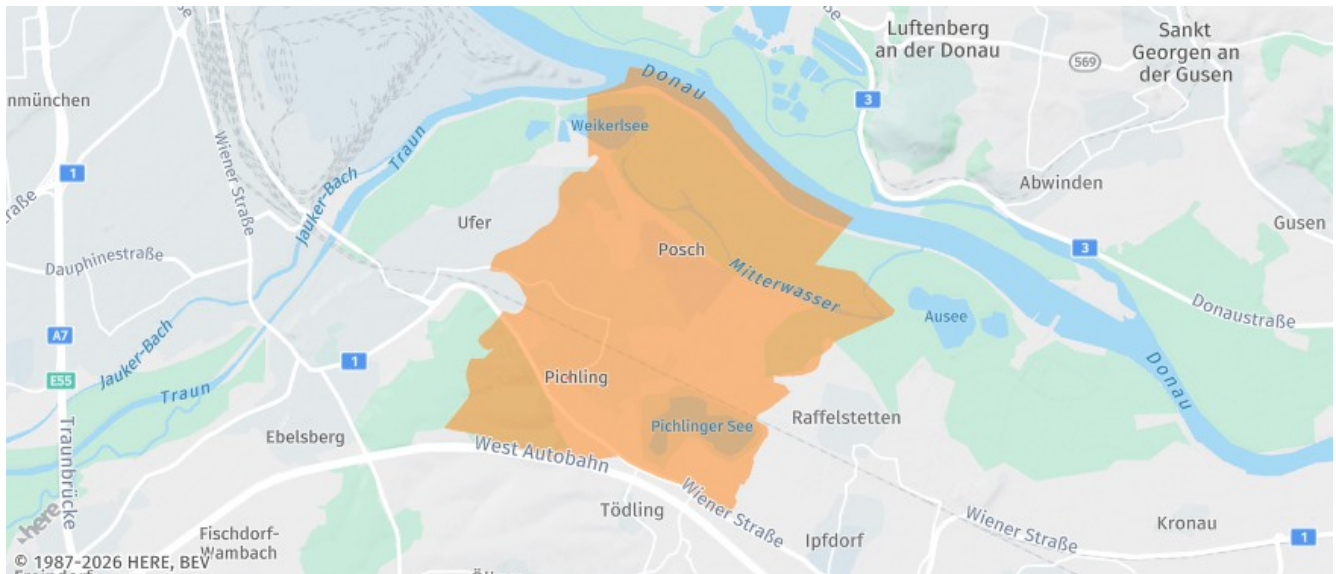 Donau
Luftenberg
an der Donau
Sankt
Georgen an
der Gusen
569
3
nmünchen
Weikerlsee
Traun
1
Wiener Straße
Jauker-Bach
Abwinden
Straße
Ufer
Gusen
Posch
3
Dauphinestraße
Mitterwasser
Donaustraße
Ausee
A7
Jauker-Bach
1
E55
Traun
Pichling
Donau
Raffelstetten
Pichlinger See
Ebelsberg
Traunbrücke
West Autobahn
Wiener Straße
Tödling
here
Fischdorf-
Wambach
Ipfdorf
Wiener Straße
Kronau
1
© 1987-2026 HERE, BEV